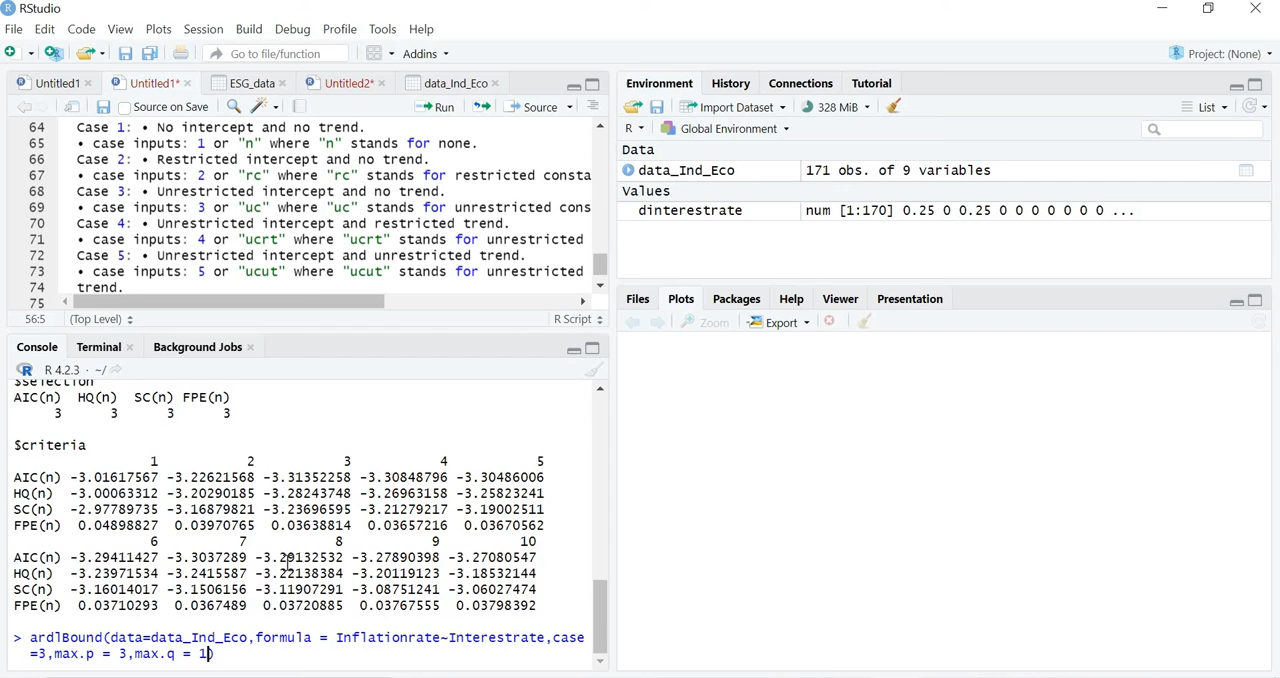 RStudio
File Edit Code View Plots Session Build Debug Profile Tools Help
Go to file/function Addins Project: (None)
Untitled1 Untitled1* ESG_data Untitled2* data_Ind_Eco
Source on Save Run Source
64 Case 1: • No intercept and no trend.
65 • case inputs: 1 or "n" where "n" stands for none.
66 Case 2: • Restricted intercept and no trend.
67 • case inputs: 2 or "rc" where "rc" stands for restricted consta
68 Case 3: • Unrestricted intercept and no trend.
69 • case inputs: 3 or "uc" where "uc" stands for unrestricted cons
70 Case 4: • Unrestricted intercept and restricted trend.
71 • case inputs: 4 or "ucrt" where "ucrt" stands for unrestricted
72 Case 5: • Unrestricted intercept and unrestricted trend.
73 • case inputs: 5 or "ucut" where "ucut" stands for unrestricted
74 trend.
75
56:5 (Top Level) R Script
Console Terminal Background Jobs
R 4.2.3 · ~/
$selection
AIC(n) HQ(n) SC(n) FPE(n)
3 3 3 3
$criteria
1 2 3 4 5
AIC(n) -3.01617567 -3.22621568 -3.31352258 -3.30848796 -3.30486006
HQ(n) -3.00063312 -3.20290185 -3.28243748 -3.26963158 -3.25823241
SC(n) -2.97789735 -3.16879821 -3.23696595 -3.21279217 -3.19002511
FPE(n) 0.04898827 0.03970765 0.03638814 0.03657216 0.03670562
6 7 8 9 10
AIC(n) -3.29411427 -3.3037289 -3.29132532 -3.27890398 -3.27080547
HQ(n) -3.23971534 -3.2415587 -3.22138384 -3.20119123 -3.18532144
SC(n) -3.16014017 -3.1506156 -3.11907291 -3.08751241 -3.06027474
FPE(n) 0.03710293 0.0367489 0.03720885 0.03767555 0.03798392
> ardlBound(data=data_Ind_Eco,formula = Inflationrate~Interestrate,case
=3,max.p = 3,max.q = 1)
Environment History Connections Tutorial
Import Dataset 328 MiB List
R Global Environment
Data
data_Ind_Eco 171 obs. of 9 variables
Values
dinterestrate num [1:170] 0.25 0 0.25 0 0 0 0 0 0 0 ...
Files Plots Packages Help Viewer Presentation
Zoom Export